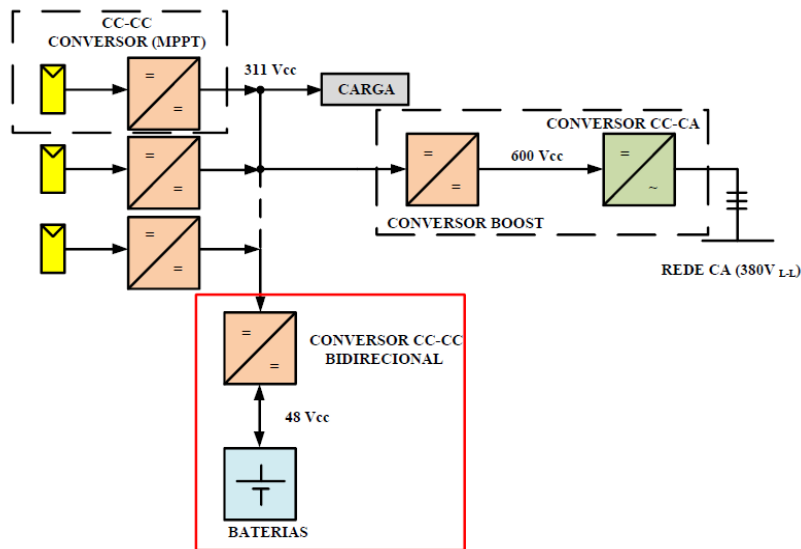 CC-CC
CONVERSOR (MPPT)
=
=
311 Vcc
CARGA
=
=
CONVERSOR CC-CA
=
=
600 Vcc
=
~
CONVERSOR BOOST
=
=
REDE CA (380V L-L)
=
=
CONVERSOR CC-CC
BIDIRECIONAL
48 Vcc
BATERIAS